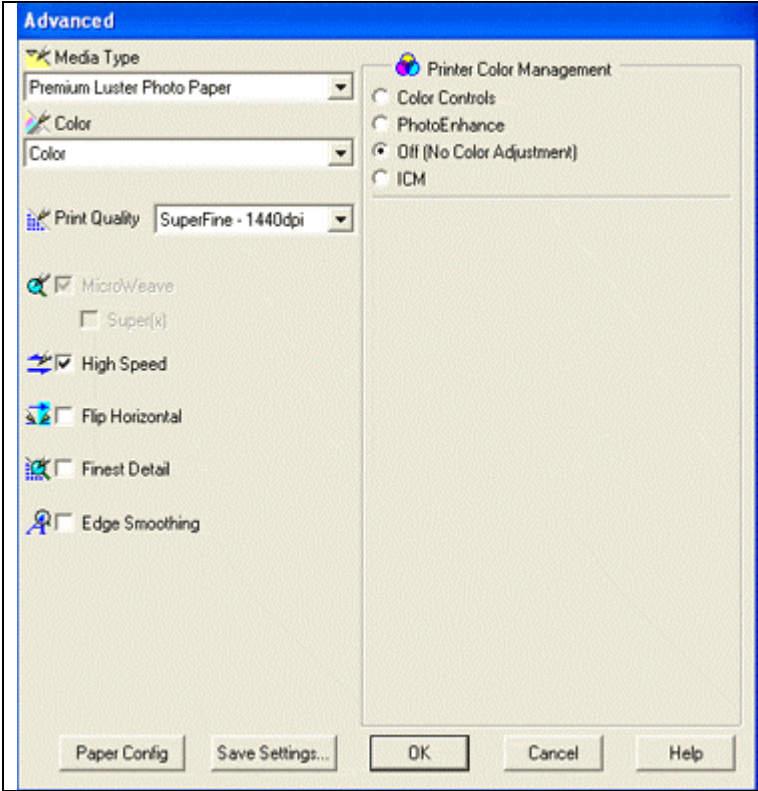 Advanced
Media Type
Premium Luster Photo Paper
Color
Color
Print Quality SuperFine - 1440dpi
MicroWeave
Super(x)
High Speed
Flip Horizontal
Finest Detail
Edge Smoothing
Printer Color Management
Color Controls
PhotoEnhance
Off (No Color Adjustment)
ICM
Paper Config Save Settings... OK Cancel Help